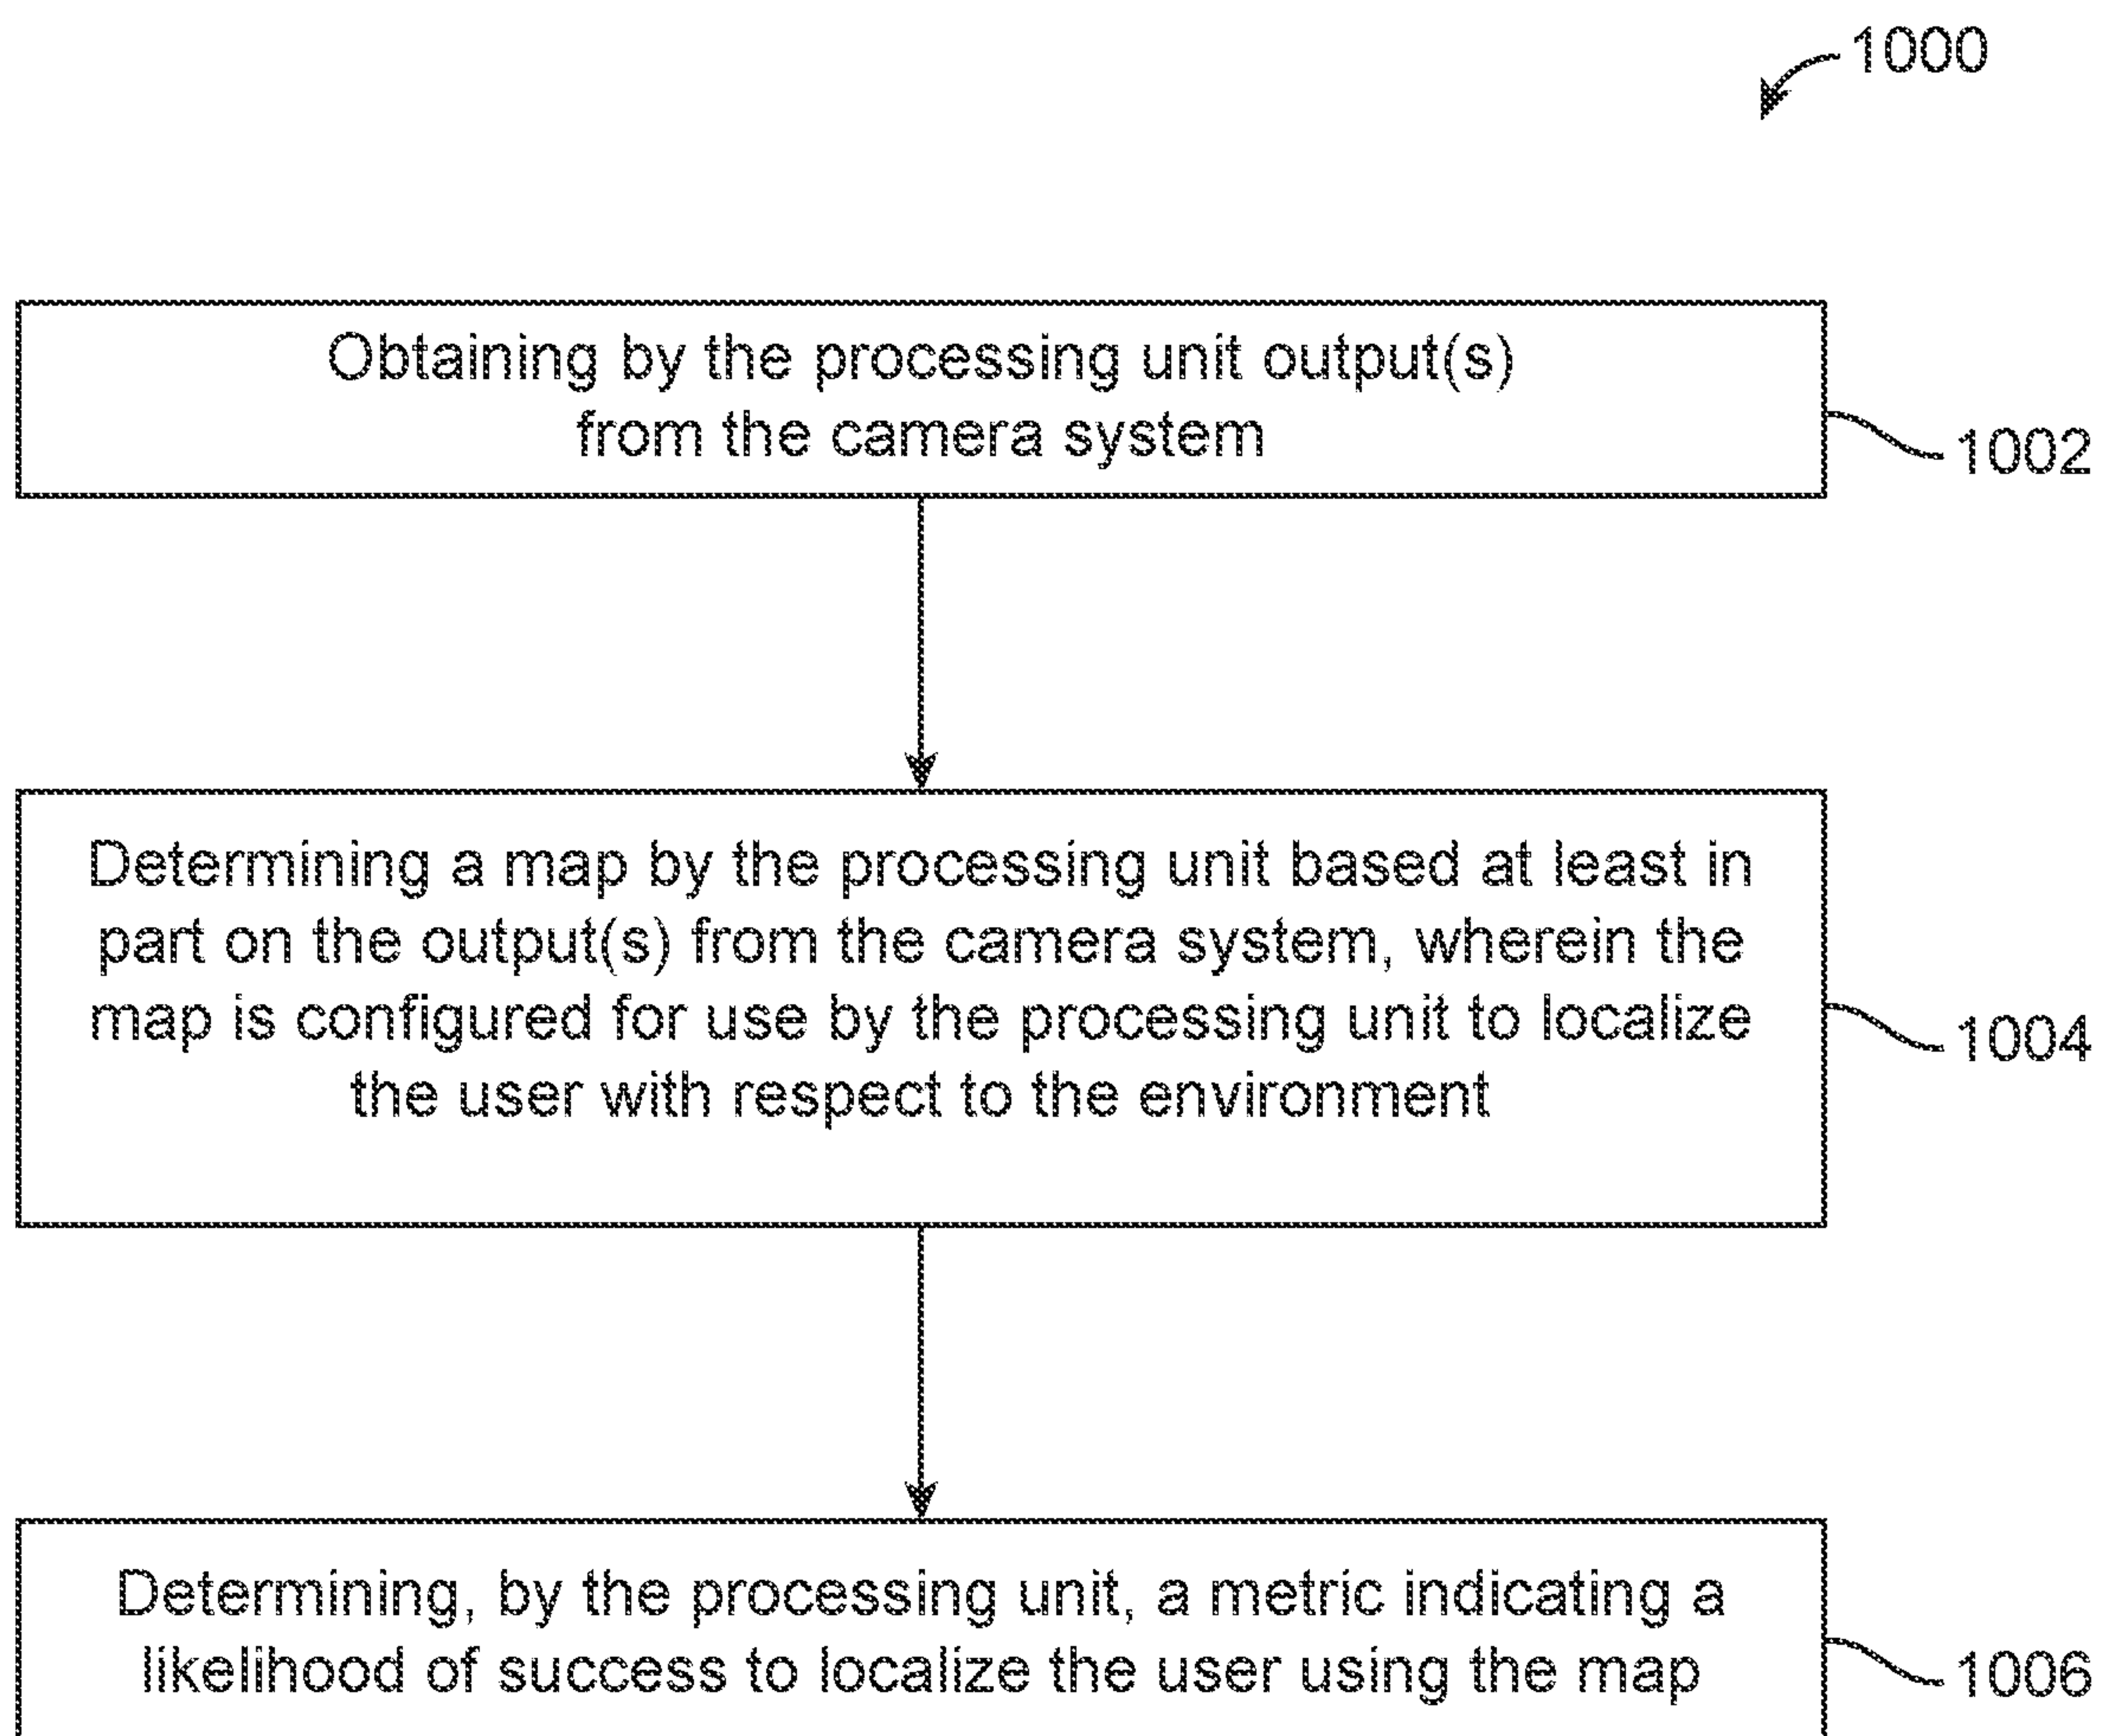 1000
Obtaining by the processing unit output(s)
from the camera system
1002
Determining a map by the processing unit based at least in
part on the output(s) from the camera system, wherein the
map is configured for use by the processing unit to localize
the user with respect to the environment
1004
Determining, by the processing unit, a metric indicating a
likelihood of success to localize the user using the map
1006